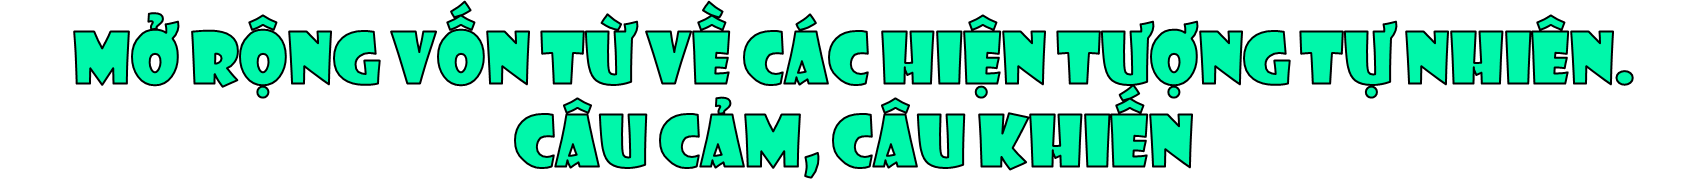 MỞ RỘNG VỐN TỪ VỀ CÁC HIỆN TƯỢNG TỰ NHIÊN.
CÂU CẢM, CÂU KHIẾN